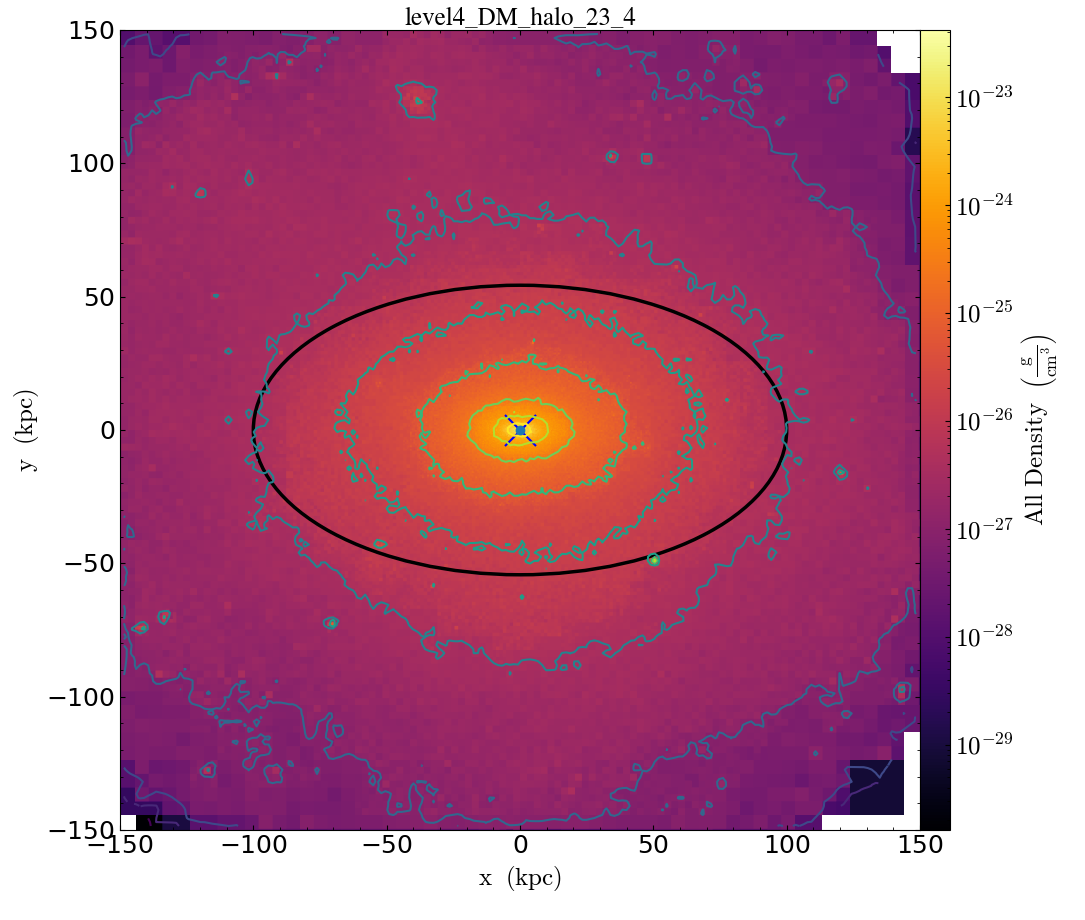 level4_DM_halo_23_4
150
100
50
0
−50
−100
−150
y (kpc)
−150 −100 −50 0 50 100 150
x (kpc)
10^{−23}
10^{−24}
10^{−25}
10^{−26}
10^{−27}
10^{−28}
10^{−29}
All Density (g/cm^3)